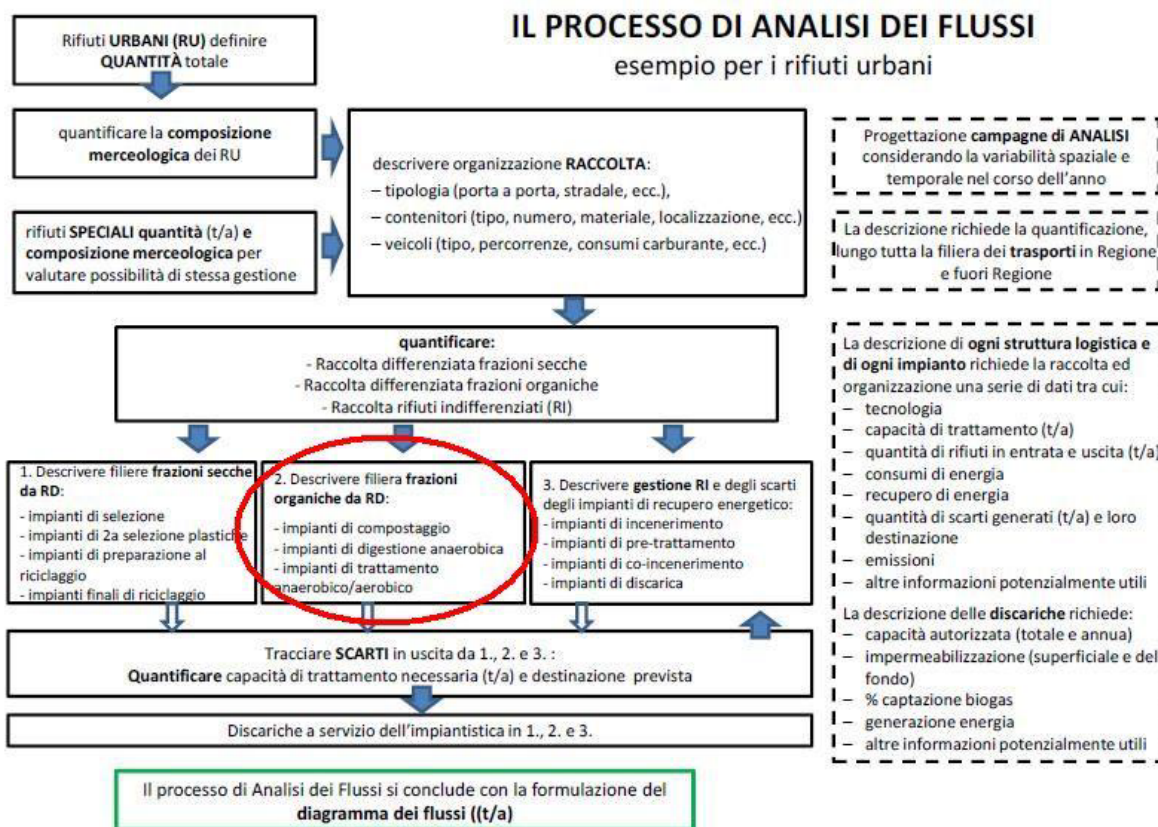 IL PROCESSO DI ANALISI DEI FLUSSI
esempio per i rifiuti urbani
Rifiuti URBANI (RU) definire
QUANTITÀ totale
quantificare la composizione
merceologica dei RU
rifiuti SPECIALI quantità (t/a) e
composizione merceologica per
valutare possibilità di stessa gestione
descrivere organizzazione RACCOLTA:
– tipologia (porta a porta, stradale, ecc.),
– contenitori (tipo, numero, materiale, localizzazione, ecc.)
– veicoli (tipo, percorrenze, consumi carburante, ecc.)
Progettazione campagne di ANALISI
considerando la variabilità spaziale e
temporale nel corso dell'anno
La descrizione richiede la quantificazione,
lungo tutta la filiera dei trasporti in Regione
e fuori Regione
quantificare:
- Raccolta differenziata frazioni secche
- Raccolta differenziata frazioni organiche
- Raccolta rifiuti indifferenziati (RI)
1. Descrivere filiere frazioni secche
da RD:
- impianti di selezione
- impianti di 2a selezione plastiche
- impianti di preparazione al
riciclaggio
- impianti finali di riciclaggio
2. Descrivere filiera frazioni
organiche da RD:
- impianti di compostaggio
- impianti di digestione anaerobica
- impianti di trattamento
anaerobico/aerobico
3. Descrivere gestione RI e degli scarti
degli impianti di recupero energetico:
- impianti di incenerimento
- impianti di pre-trattamento
- impianti di co-incenerimento
- impianti di discarica
La descrizione di ogni struttura logistica e
di ogni impianto richiede la raccolta ed
organizzazione una serie di dati tra cui:
– tecnologia
– capacità di trattamento (t/a)
– quantità di rifiuti in entrata e uscita (t/a)
– consumi di energia
– recupero di energia
– quantità di scarti generati (t/a) e loro
destinazione
– emissioni
– altre informazioni potenzialmente utili
La descrizione delle discariche richiede:
– capacità autorizzata (totale e annua)
– impermeabilizzazione (superficiale e del
fondo)
– % captazione biogas
– generazione energia
– altre informazioni potenzialmente utili
Tracciare SCARTI in uscita da 1., 2. e 3. :
Quantificare capacità di trattamento necessaria (t/a) e destinazione prevista
Discariche a servizio dell'impiantistica in 1., 2. e 3.
Il processo di Analisi dei Flussi si conclude con la formulazione del
diagramma dei flussi ((t/a)